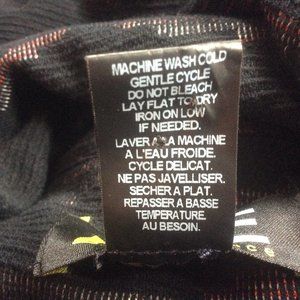 MACHINE WASH COLD
GENTLE CYCLE
DO NOT BLEACH.
LAY FLAT TO DRY
IRON ON LOW
IF NEEDED.
LAVER A LA MACHINE
A L'EAU FROIDE.
CYCLE DELICAT.
NE PAS JAVELLISER.
SECHER A PLAT.
REPASSER A BASSE
TEMPERATURE.
AU BESOIN.